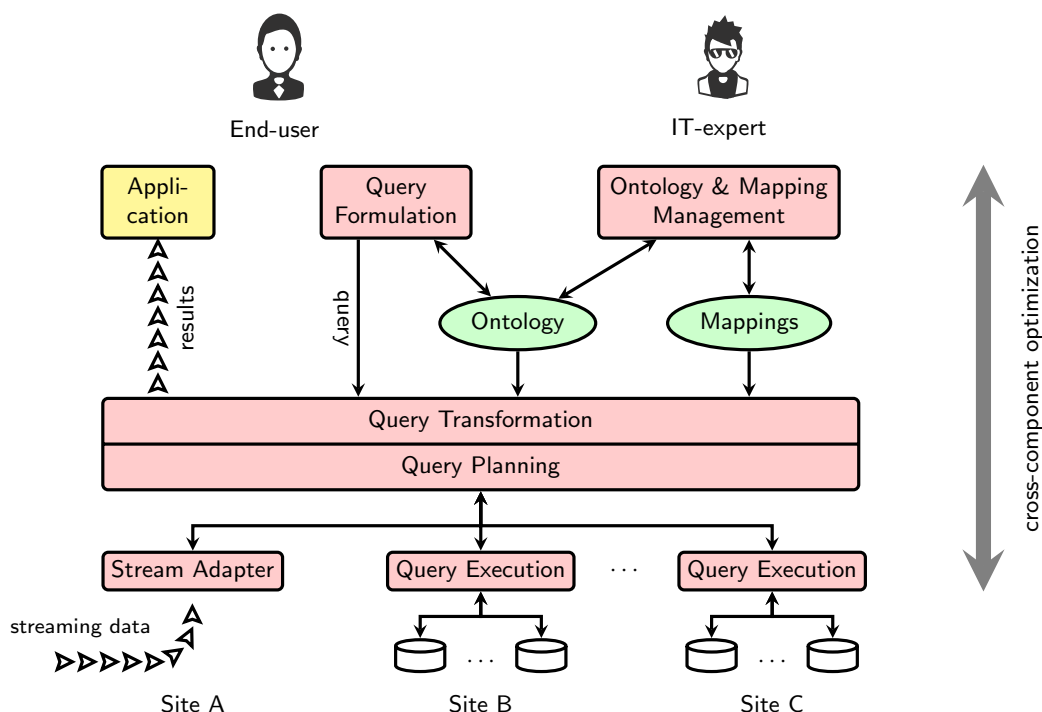 End-user
IT-expert
Appli-
cation
Query
Formulation
Ontology & Mapping
Management
results
query
Ontology
Mappings
cross-component optimization
Query Transformation
Query Planning
Stream Adapter
Query Execution
...
Query Execution
streaming data
...
...
Site A
Site B
Site C